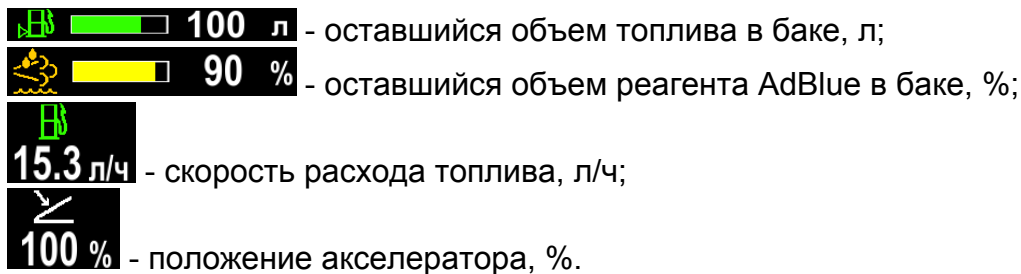 100 л - оставшийся объем топлива в баке, л;
90 % - оставшийся объем реагента AdBlue в баке, %;
15.3 л/ч - скорость расхода топлива, л/ч;
100 % - положение акселератора, %.